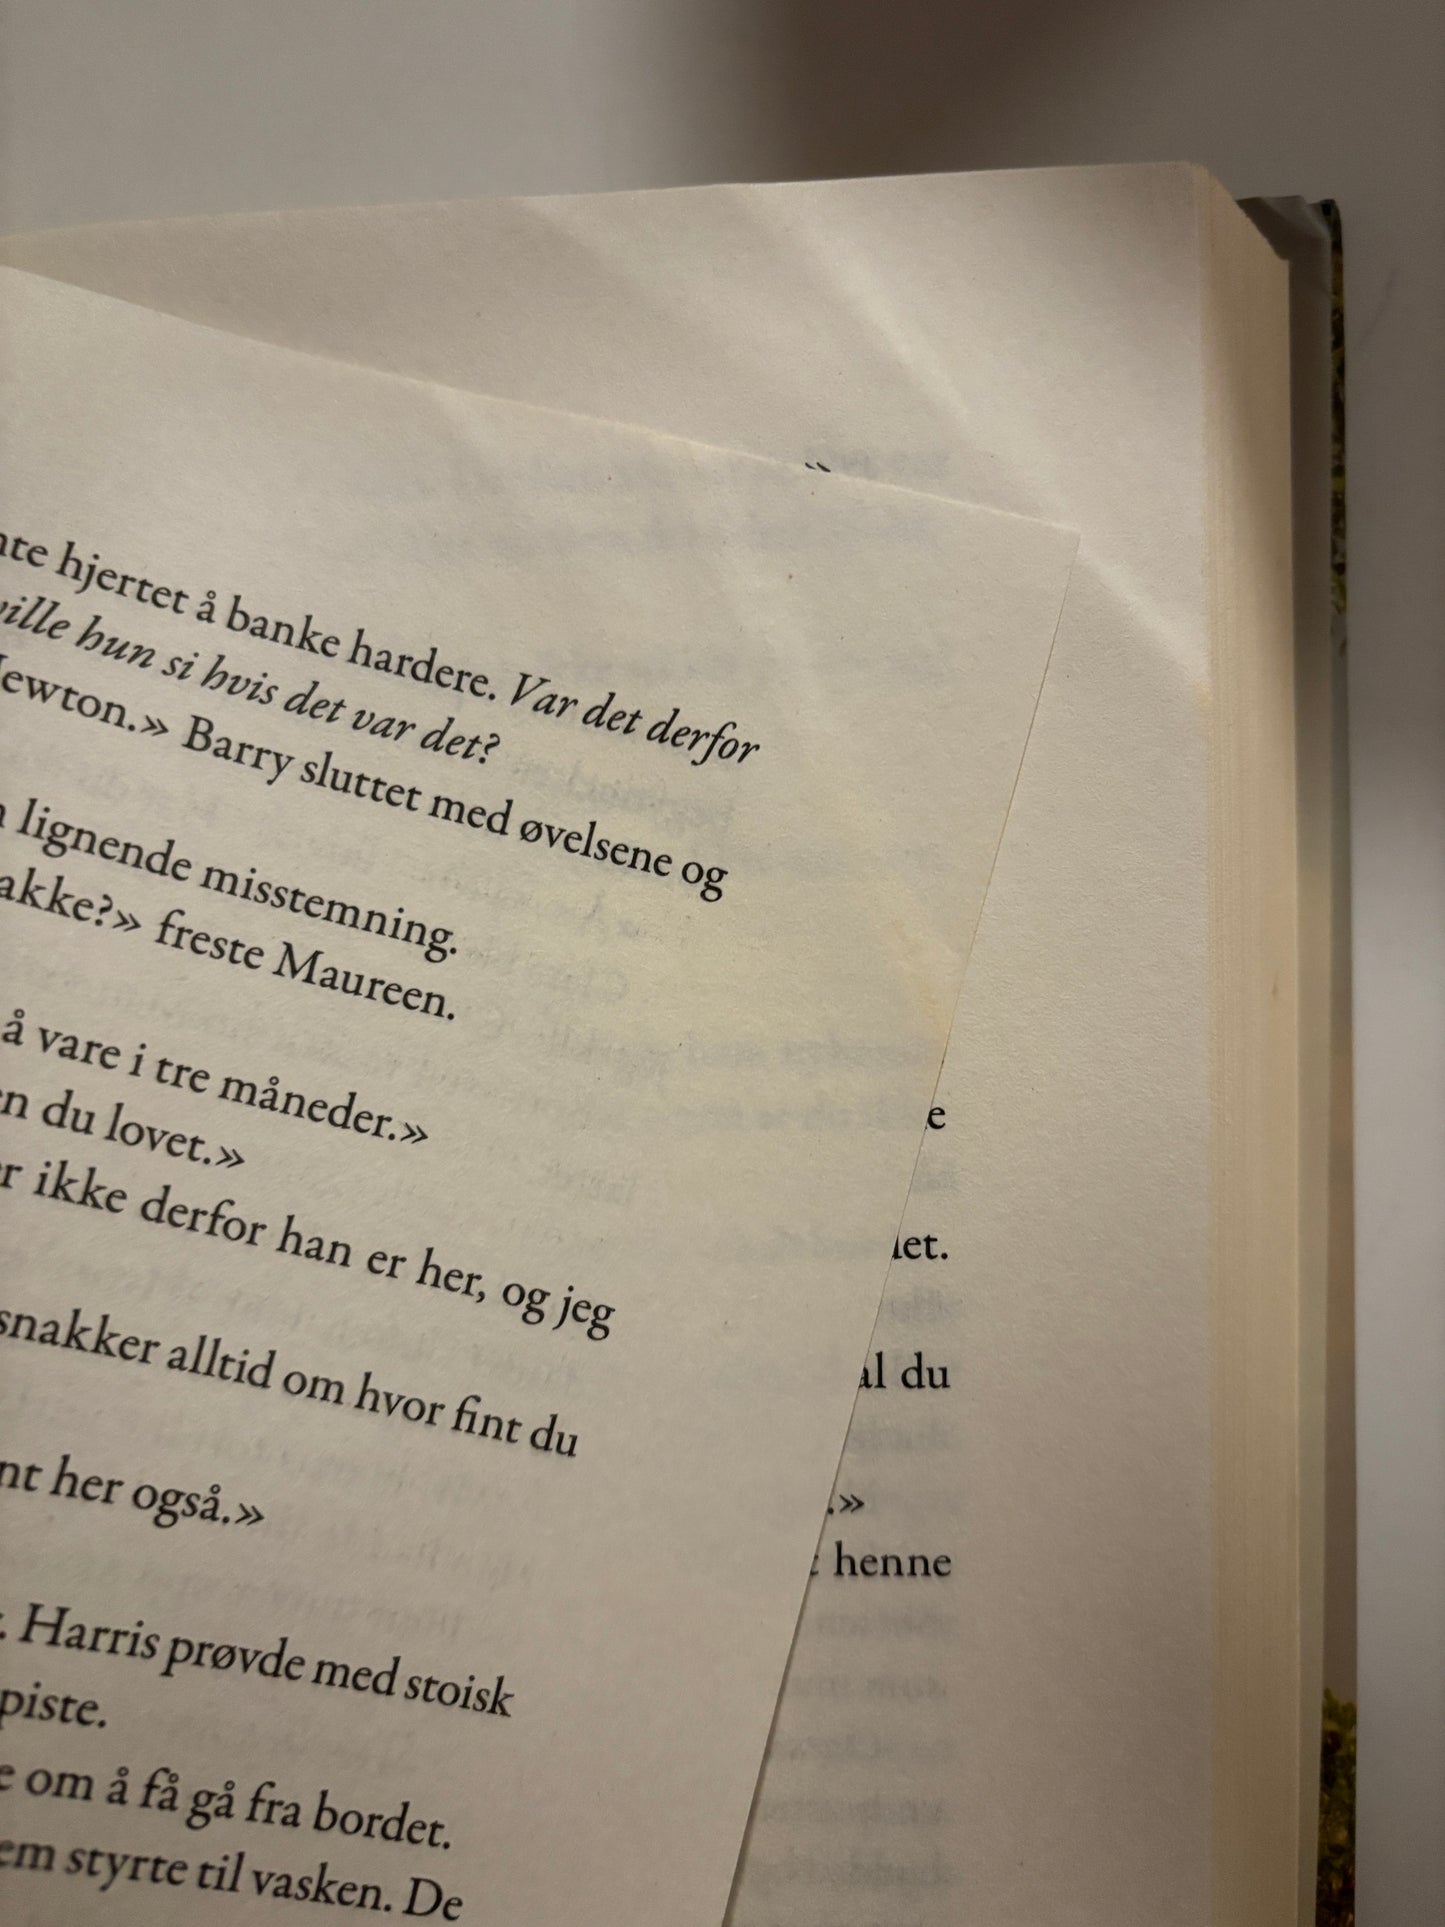 hjertet å banke hardere. Var det derfor
ville hun si hvis det var det?
Newton.» Barry sluttet med øvelsene og
lignende misstemning.
akke?» freste Maureen.
å vare i tre måneder.»
en du lovet.»
er ikke derfor han er her, og jeg
snakker alltid om hvor fint du
nt her også.»
Harris prøvde med stoisk
piste.
e om å få gå fra bordet.
em styrte til vasken. De
»
e
et.
al du
.»
henne